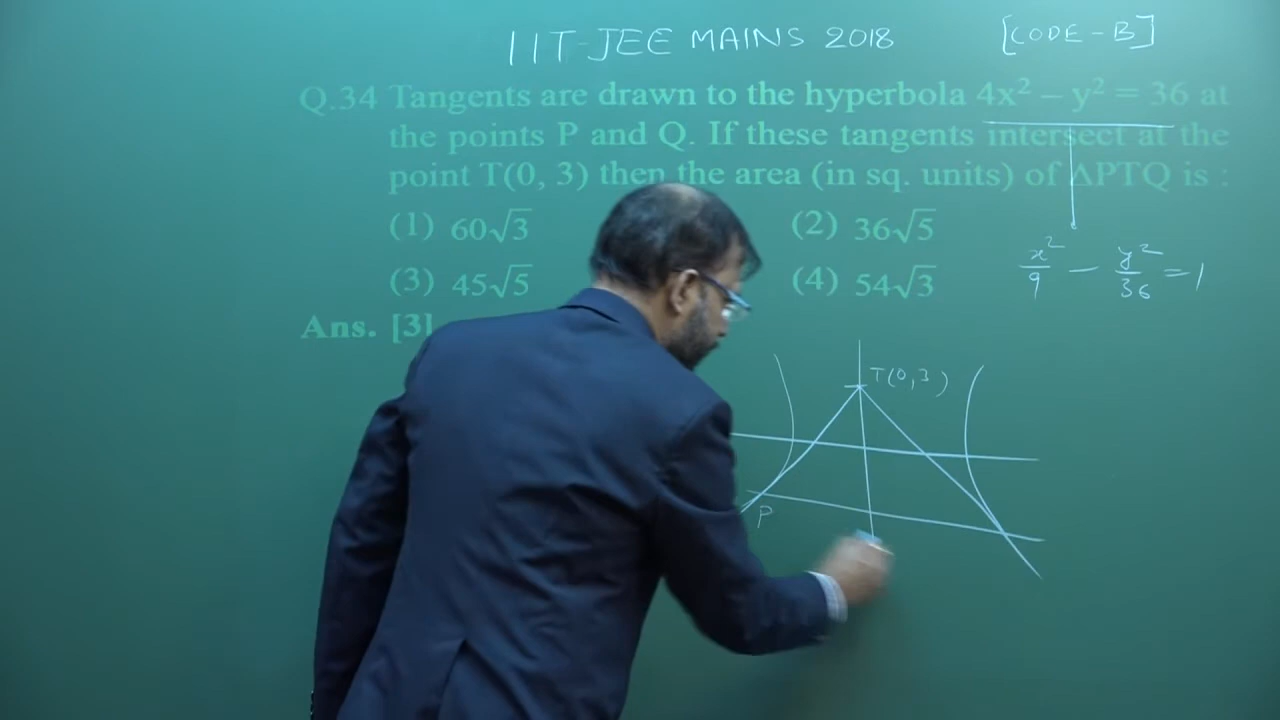 IIT-JEE MAINS 2018 [CODE-B]
Q.34 Tangents are drawn to the hyperbola 4x² – y² = 36 at
the points P and Q. If these tangents intersect at the
point T(0, 3) then the area (in sq. units) of ΔPTQ is :
(1) 60√3 (2) 36√5
(3) 45√5 (4) 54√3
x²/9 – y²/36 = 1
Ans. [3]
T(0,3)
P